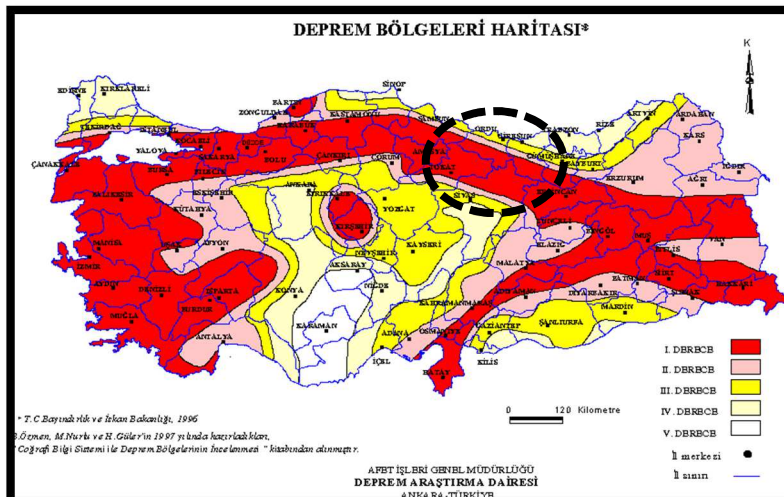 DEPREM BÖLGELERİ HARİTASI*
K
SİNOP
EDİRNE
KIRKLARELİ
BARTIN
ZONGULDAK
KASTAMONU
SAMSUN
ORDU
GİRESUN
TRABZON
RİZE
ARTVİN
ARDAHAN
KARS
TEKİRDAĞ
İSTANBUL
KOCAELİ
SAKARYA
DÜZCE
BOLU
KARABÜK
ÇANKIRI
ÇORUM
AMASYA
TOKAT
GÜMÜŞHANE
BAYBURT
IĞDIR
YALOVA
ÇANAKKALE
BURSA
BİLECİK
ESKİŞEHİR
ANKARA
KIRIKKALE
YOZGAT
SİVAS
ERZİNCAN
ERZURUM
AĞRI
BALIKESİR
KÜTAHYA
KIRŞEHİR
TUNCELİ
BİNGÖL
MUŞ
MANİSA
UŞAK
AFYON
NEVŞEHİR
KAYSERİ
MALATYA
ELAZIĞ
BİTLİS
VAN
İZMİR
AKSARAY
BATMAN
SİİRT
AYDIN
DENİZLİ
ISPARTA
KONYA
NİĞDE
KAHRAMANMARAŞ
ADIYAMAN
DİYARBAKIR
ŞIRNAK
HAKKARİ
BURDUR
MARDİN
MUĞLA
KARAMAN
ADANA
OSMANİYE
GAZİANTEP
ŞANLIURFA
ANTALYA
İÇEL
KİLİS
HATAY
I. DERECE
II. DERECE
III. DERECE
IV. DERECE
V. DERECE
İl merkezi
İl sınırı
0 120 Kilometre
* T.C Bayındırlık ve İskan Bakanlığı, 1996
B.Özmen, M.Nurlu ve H.Güler'in 1997 yılında hazırladıkları,
"Coğrafi Bilgi Sistemi ile Deprem Bölgelerinin İncelenmesi" kitabından alınmıştır.
AFET İŞLERİ GENEL MÜDÜRLÜĞÜ
DEPREM ARAŞTIRMA DAİRESİ
ANKARA-TÜRKİYE